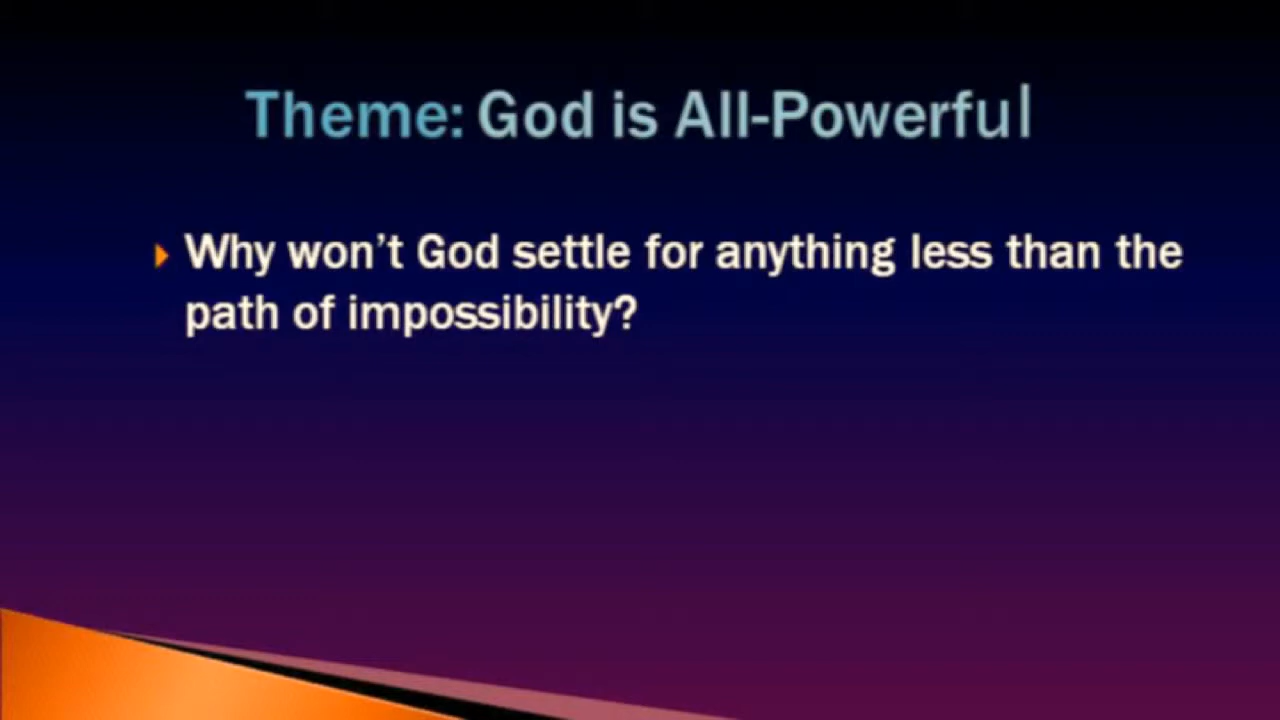 Theme: God is All-Powerful
Why won't God settle for anything less than the
path of impossibility?